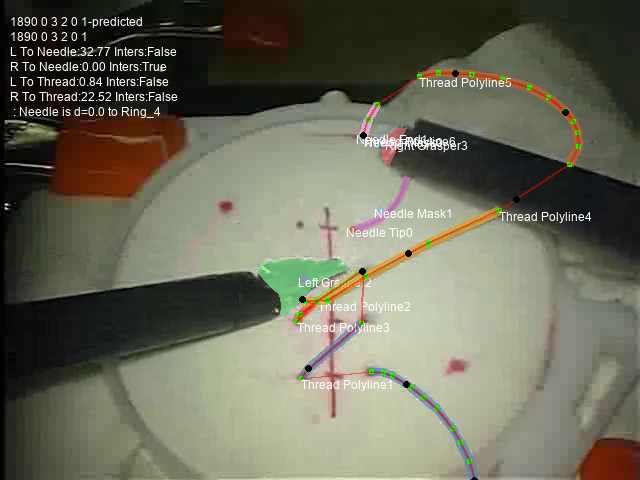 1890 0 3 2 0 1-predicted
1890 0 3 2 0 1
L To Needle:32.77 Inters:False
R To Needle:0.00 Inters:True
L To Thread:0.84 Inters:False
R To Thread:22.52 Inters:False
: Needle is d=0.0 to Ring_4
Thread Polyline5
Right Grasper3
Needle Mask1
Thread Polyline4
Needle Tip0
Thread Polyline2
Thread Polyline3
Thread Polyline1